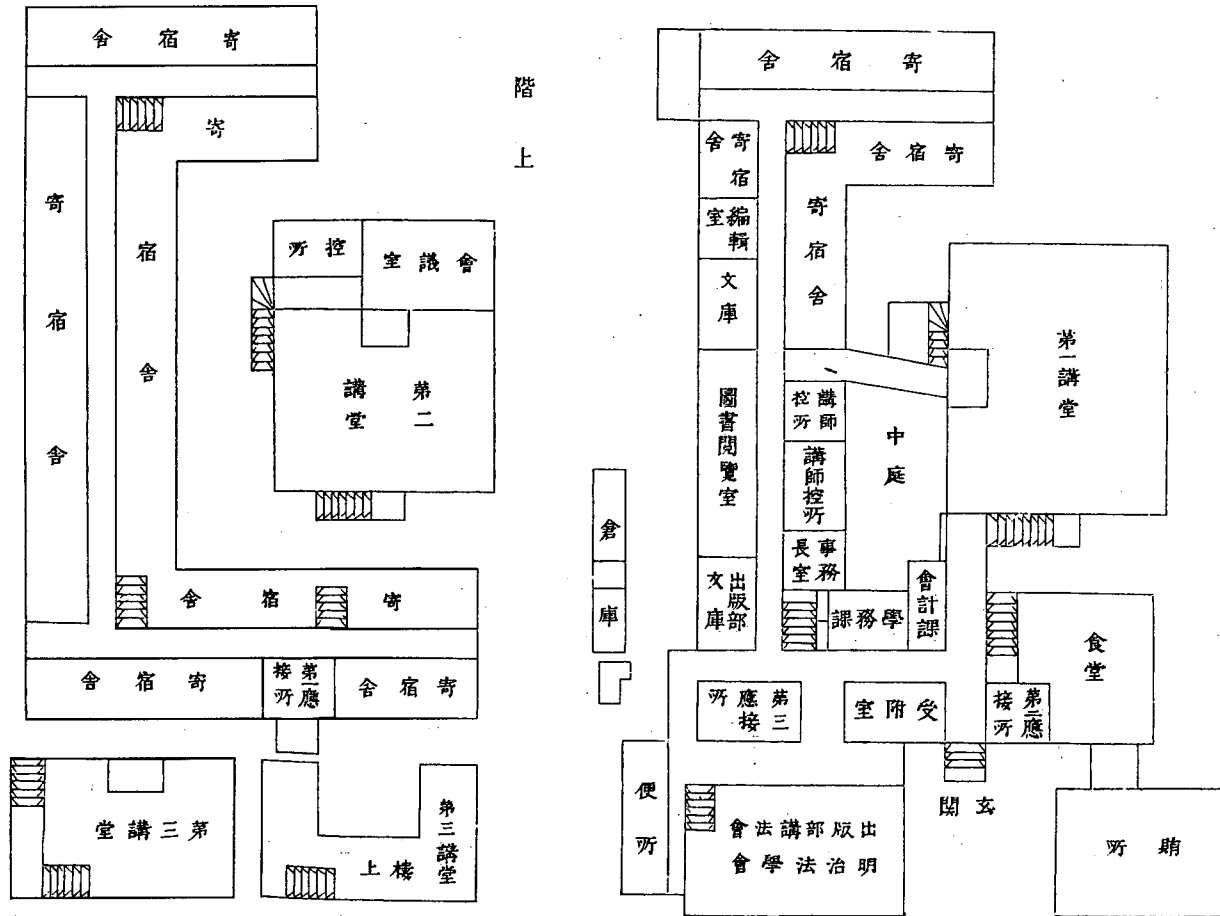 寄宿舍
寄宿舍
寄宿舍
寄宿舍
編輯室
文庫
第一講堂
圖書閲覽室
講師控所
中庭
講師控所
事務長室
會計課
學務課
出版部文庫
倉
庫
食堂
第二應接所
受附室
第三應接所
玄関
便所
出版部講法會
明治法學會
賄所
階上
寄宿舍
寄宿舍
寄宿舍
控所
會議室
第二講堂
寄宿舍
寄宿舍
第一應接所
寄宿舍
第三講堂
第三講堂
樓上